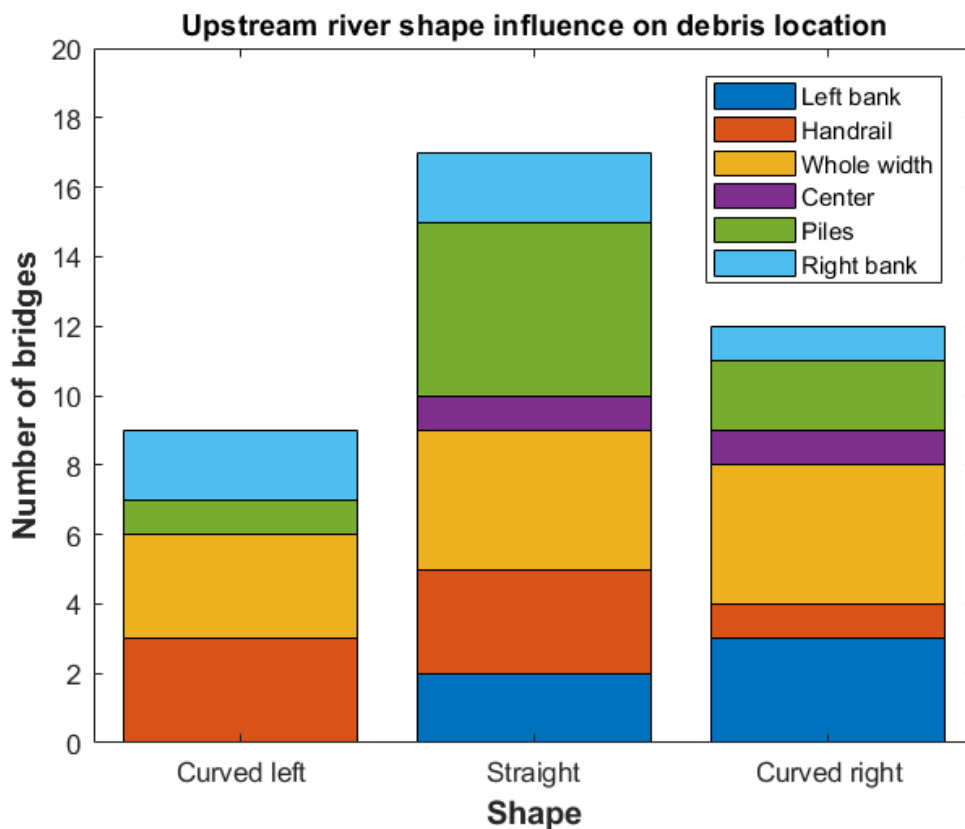 Upstream river shape influence on debris location
20
18
16
14
12
10
8
6
4
2
0
Number of bridges
Left bank
Handrail
Whole width
Center
Piles
Right bank
Curved left
Straight
Curved right
Shape